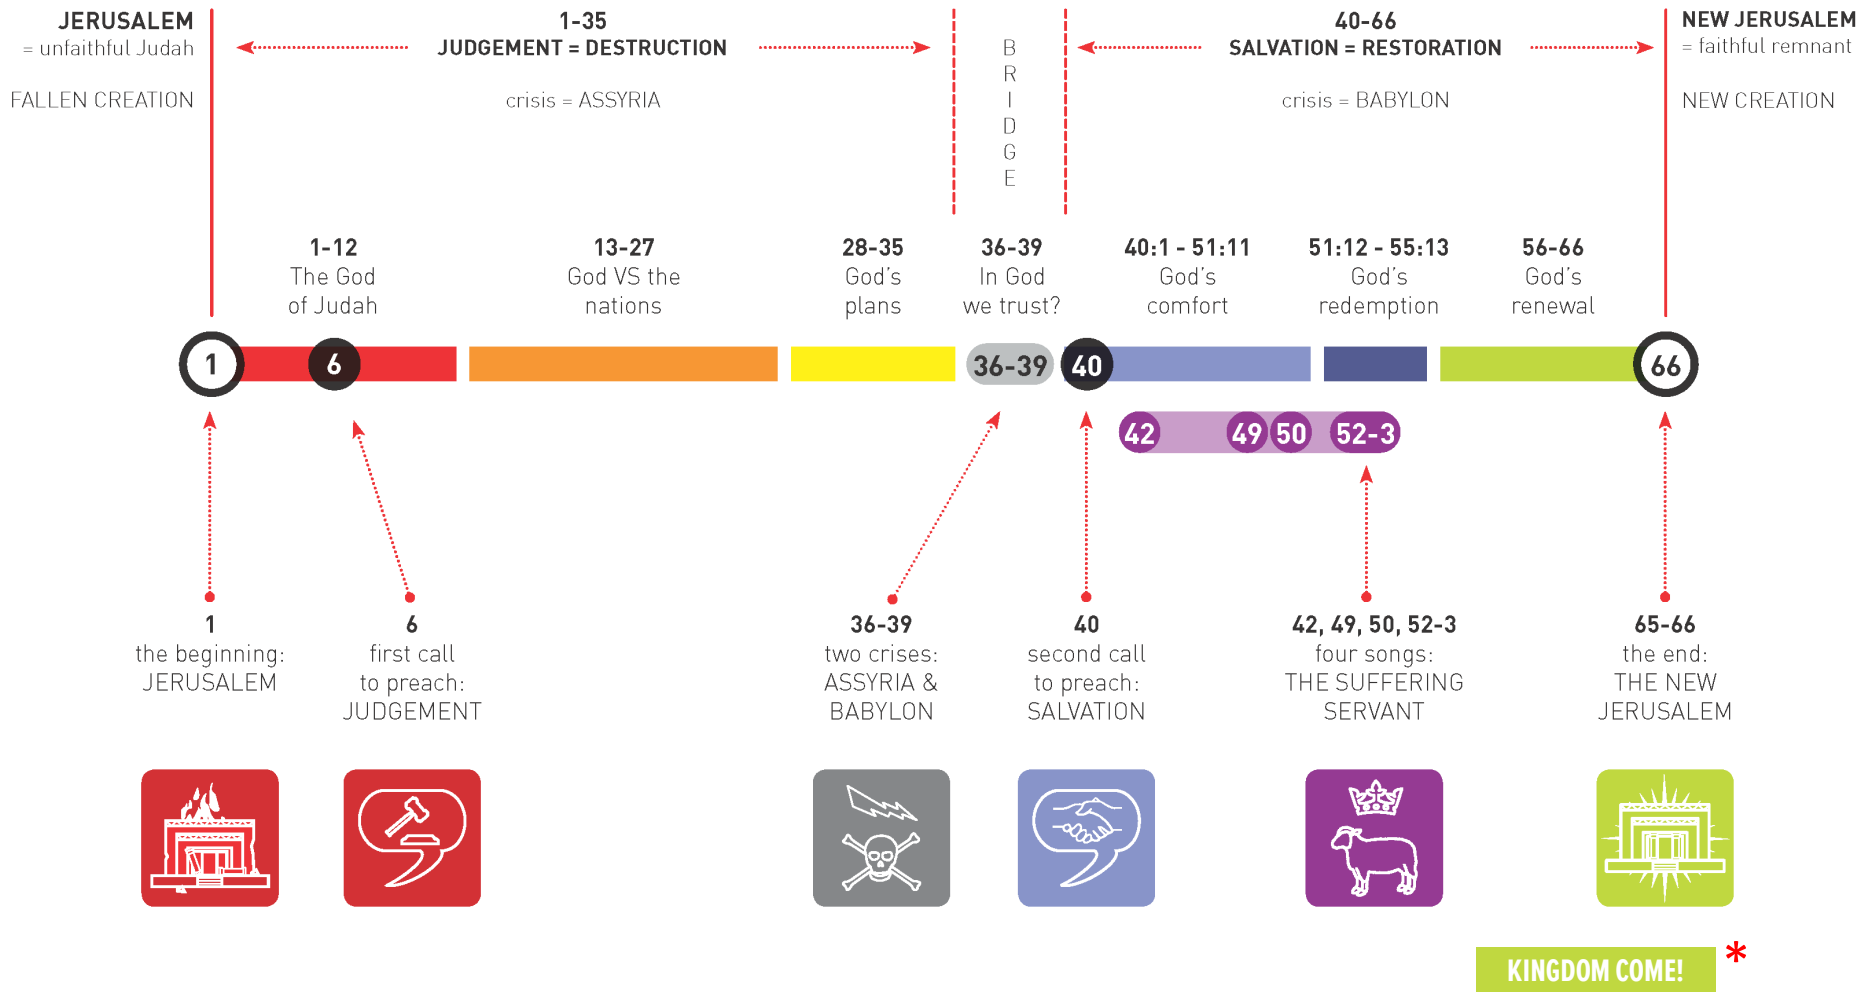 JERUSALEM
= unfaithful Judah
FALLEN CREATION
1-35
JUDGEMENT = DESTRUCTION
crisis = ASSYRIA
BRIDGE
40-66
SALVATION = RESTORATION
crisis = BABYLON
NEW JERUSALEM
= faithful remnant
NEW CREATION
1-12
The God
of Judah
13-27
God VS the
nations
28-35
God's
plans
36-39
In God
we trust?
40:1 - 51:11
God's
comfort
51:12 - 55:13
God's
redemption
56-66
God's
renewal
1
6
36-39
40
66
42
49
50
52-3
1
the beginning:
JERUSALEM
6
first call
to preach:
JUDGEMENT
36-39
two crises:
ASSYRIA &
BABYLON
40
second call
to preach:
SALVATION
42, 49, 50, 52-3
four songs:
THE SUFFERING
SERVANT
65-66
the end:
THE NEW
JERUSALEM
KINGDOM COME! *